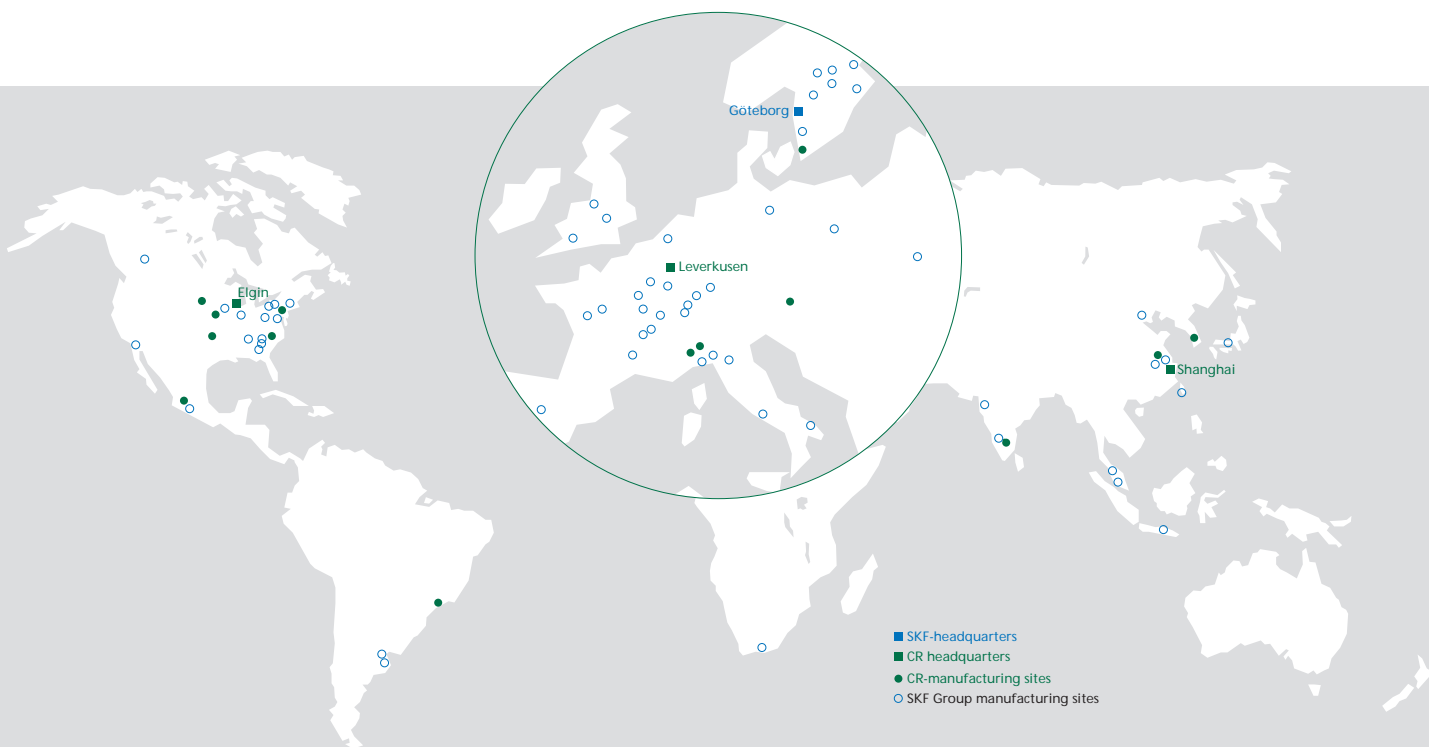 Göteborg
Leverkusen
Elgin
Shanghai
SKF-headquarters
CR headquarters
CR-manufacturing sites
SKF Group manufacturing sites